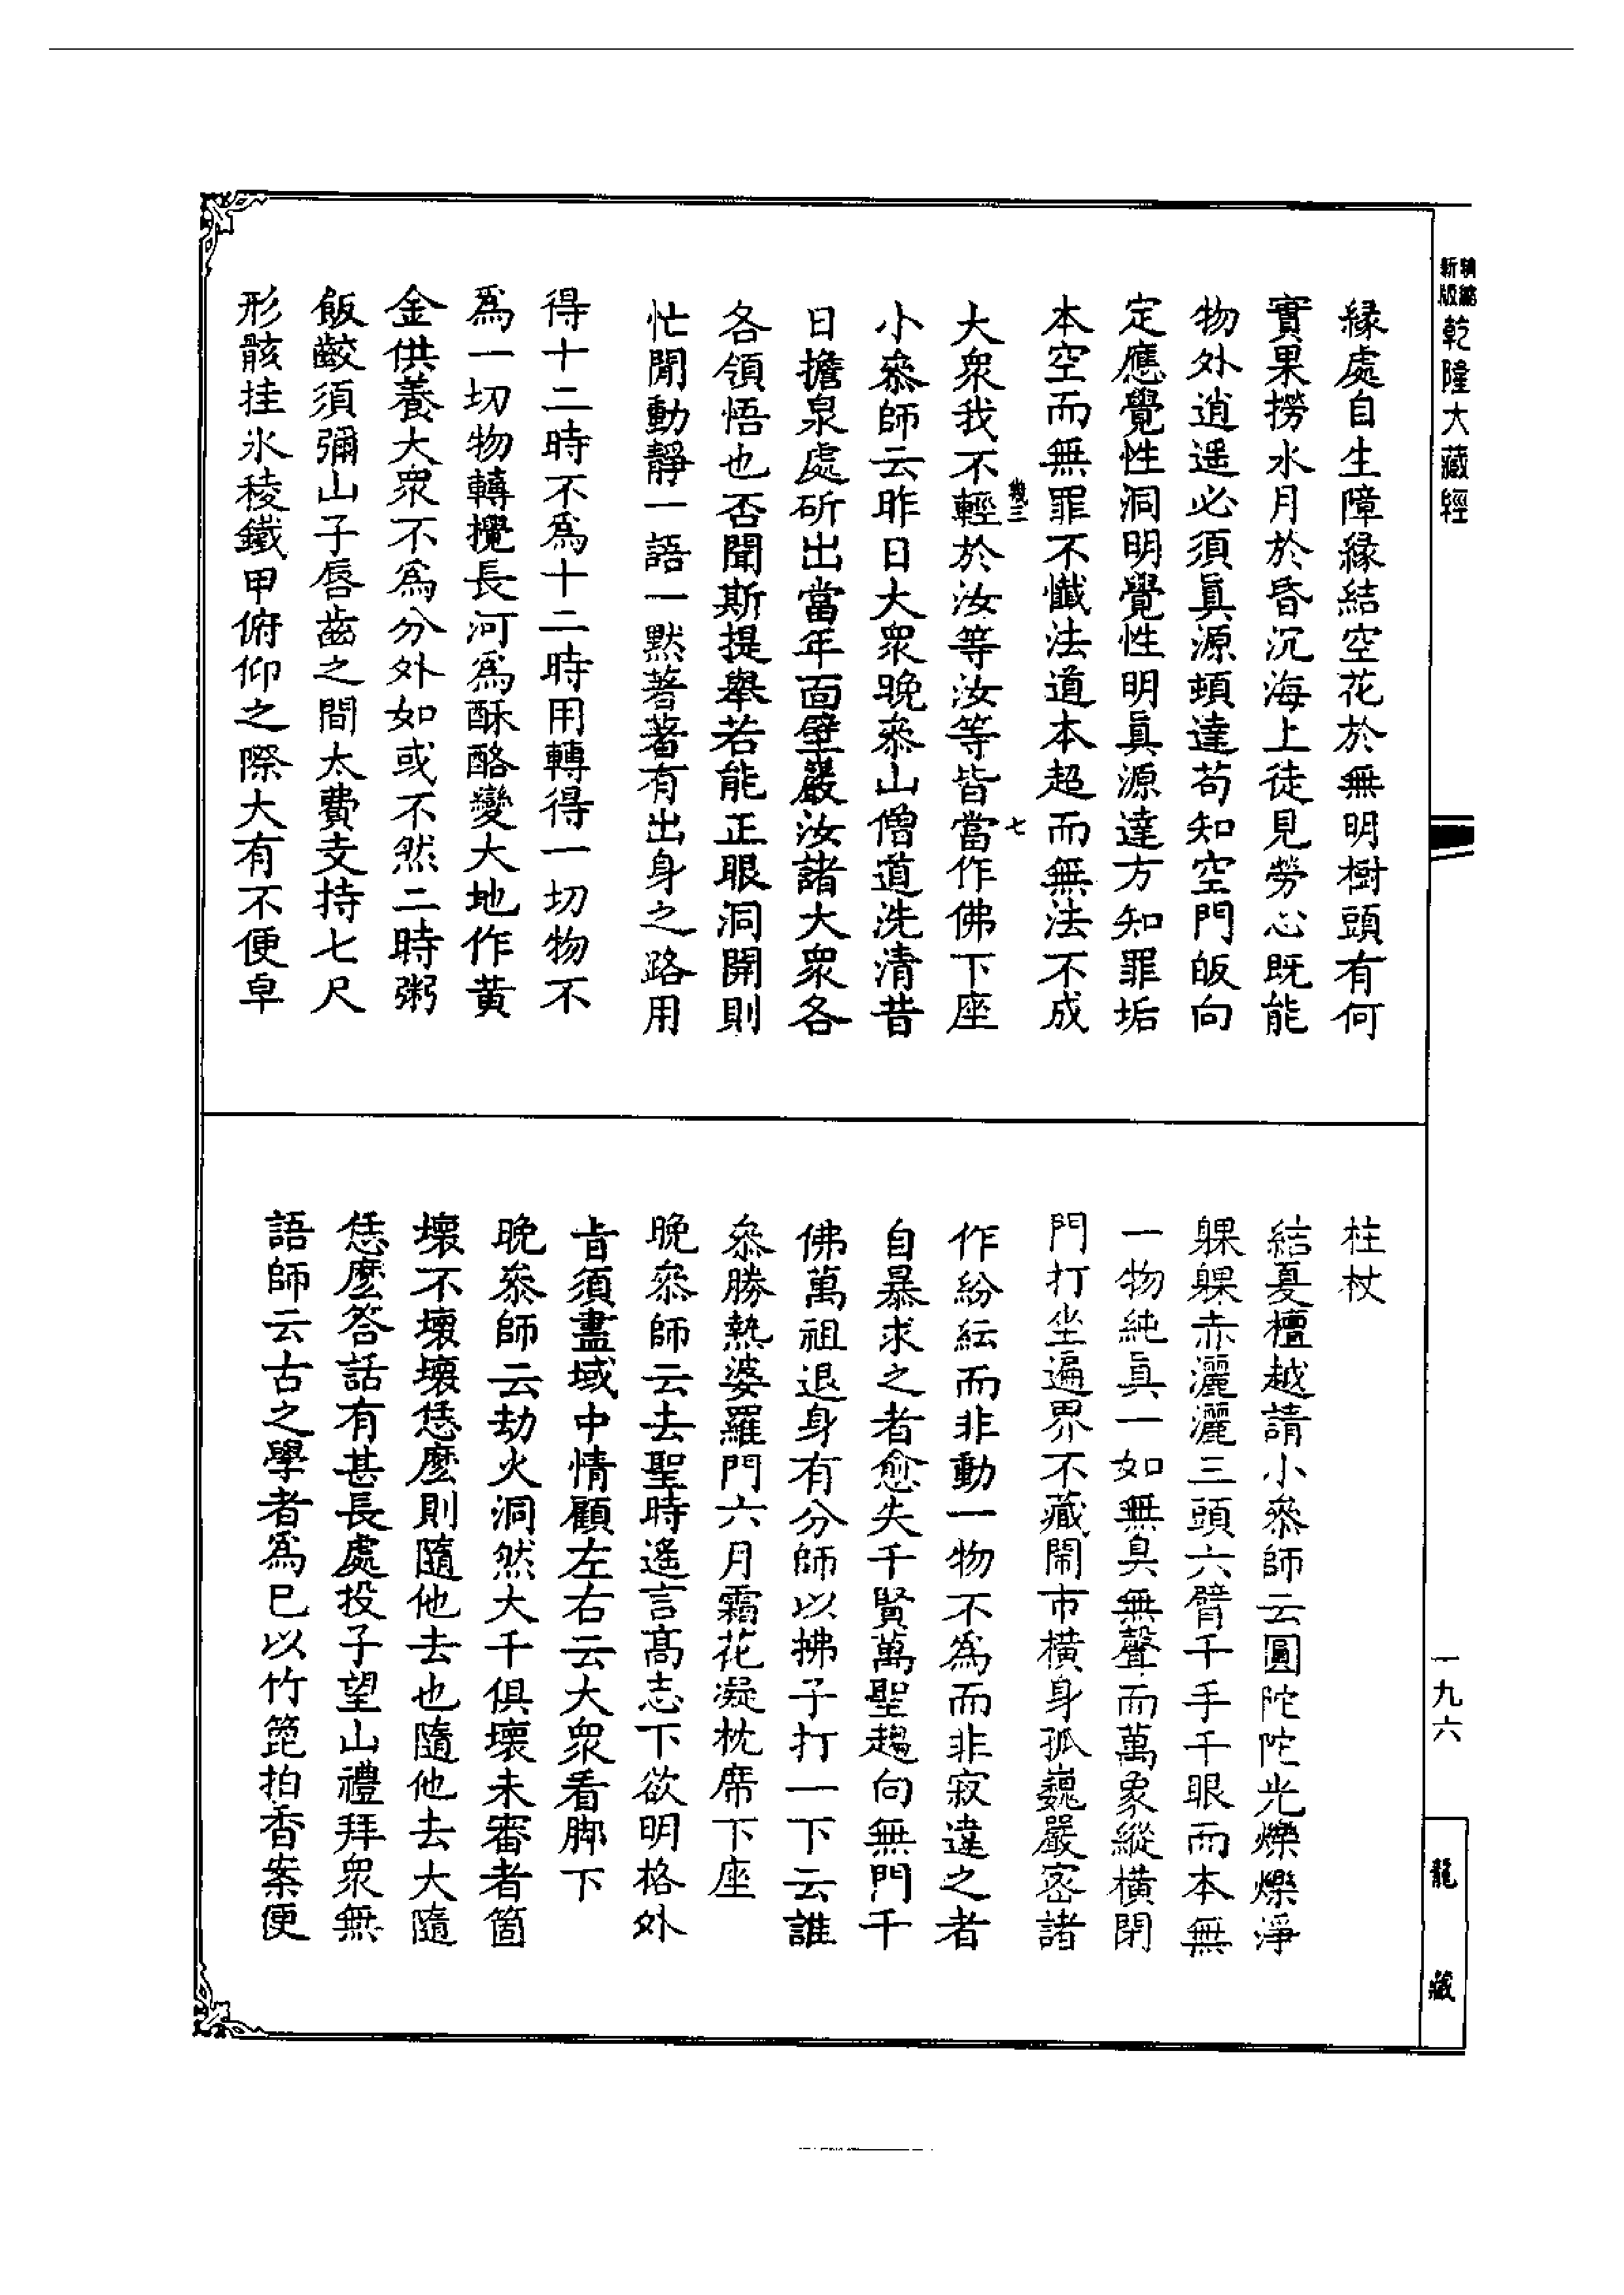 精縮新版乾隆大藏經
緣處自生障緣結空花於無明樹頭有何
實果撈水月於昏沉海上徒見勞心既能
物外逍遥必須眞源頓達苟知空門皈向
定應覺性洞明覺性明眞源達方知罪垢
本空而無罪不懺法道本超而無法不成
幾三 七
大衆我不輕於汝等汝等皆當作佛下座
小叅師云昨日大衆晚叅山僧道洗清昔
日擔泉處斫出當年面壁巖汝諸大衆各
各領悟也否聞斯提舉若能正眼洞開則
忙閒動靜一語一默著著有出身之路用
得十二時不爲十二時用轉得一切物不
爲一切物轉攪長河爲酥酪變大地作黃
金供養大衆不爲分外如或不然二時粥
飯齩須彌山子唇齒之間太費支持七尺
形骸挂氷稜鐵甲俯仰之際大有不便卓
柱杖
結夏檀越請小叅師云圓陀陀光爍爍淨
躶躶赤灑灑三頭六臂千手千眼而本無
一物純眞一如無臭無聲而萬象縱橫閉
門打坐遍界不藏鬧市橫身孤巍嚴密諸
作紛紜而非動一物不爲而非寂違之者
自暴求之者愈失千賢萬聖趨向無門千
佛萬祖退身有分師以拂子打一下云誰
叅勝熱婆羅門六月霜花凝枕席下座
晚叅師云去聖時遙言高志下欲明格外
旨須盡域中情顧左右云大衆看脚下
晚叅師云劫火洞然大千俱壞未審者箇
壞不壞壞恁麽則隨他去也隨他去大隨
恁麽答話有甚長處投子望山禮拜衆無
語師云古之學者爲巳以竹箆拍香案便
一九六
龍藏